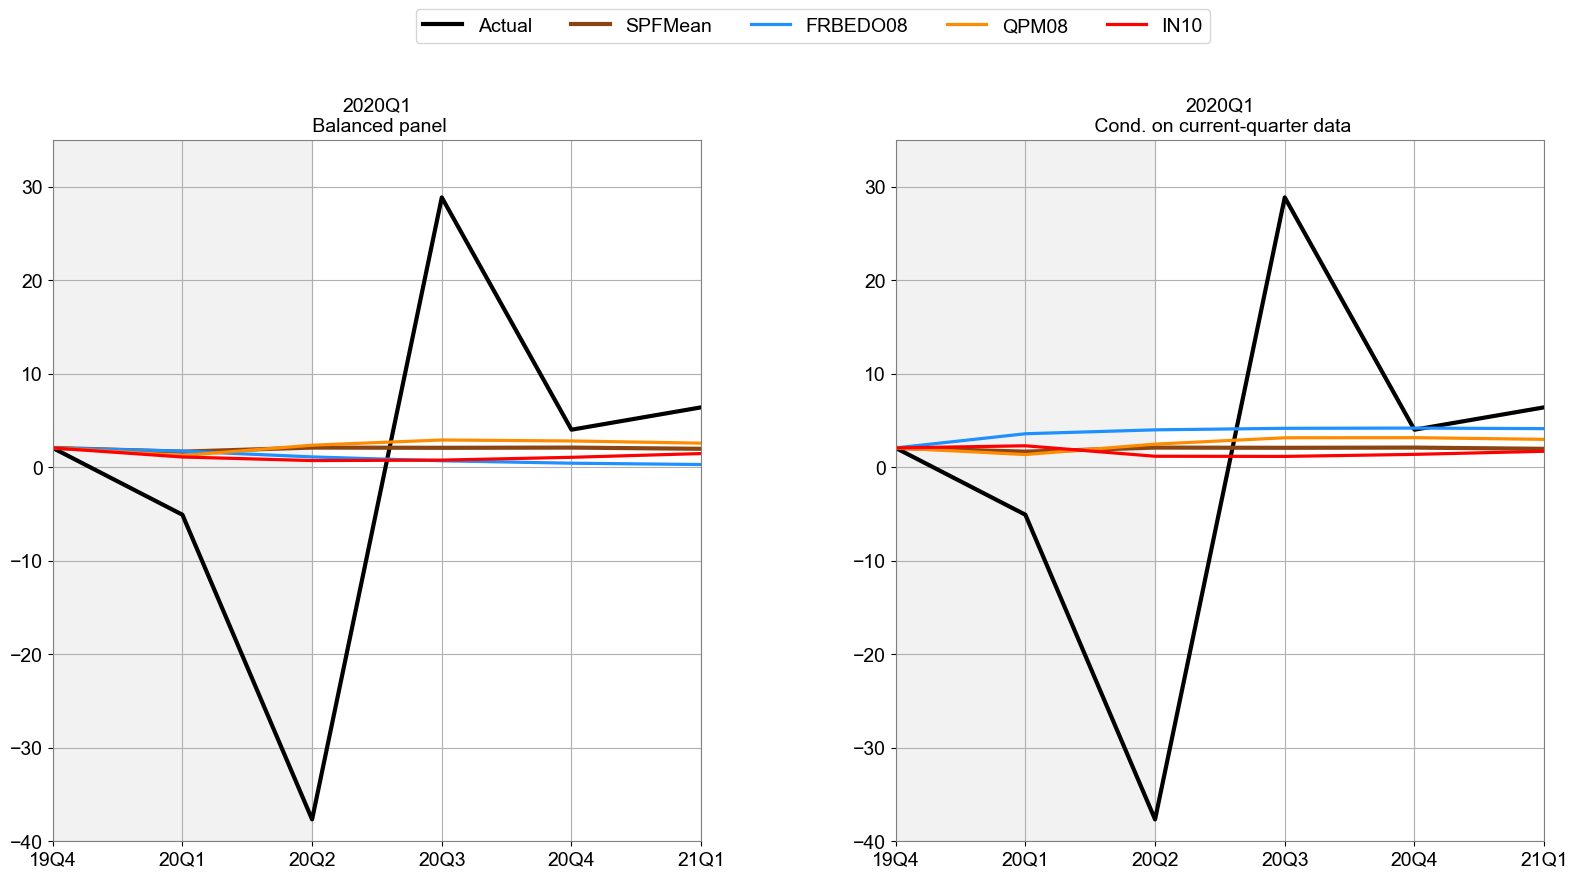 Actual SPFMean FRBEDO08 QPM08 IN10
2020Q1
Balanced panel
30
20
10
0
−10
−20
−30
−40
19Q4 20Q1 20Q2 20Q3 20Q4 21Q1
2020Q1
Cond. on current-quarter data
30
20
10
0
−10
−20
−30
−40
19Q4 20Q1 20Q2 20Q3 20Q4 21Q1